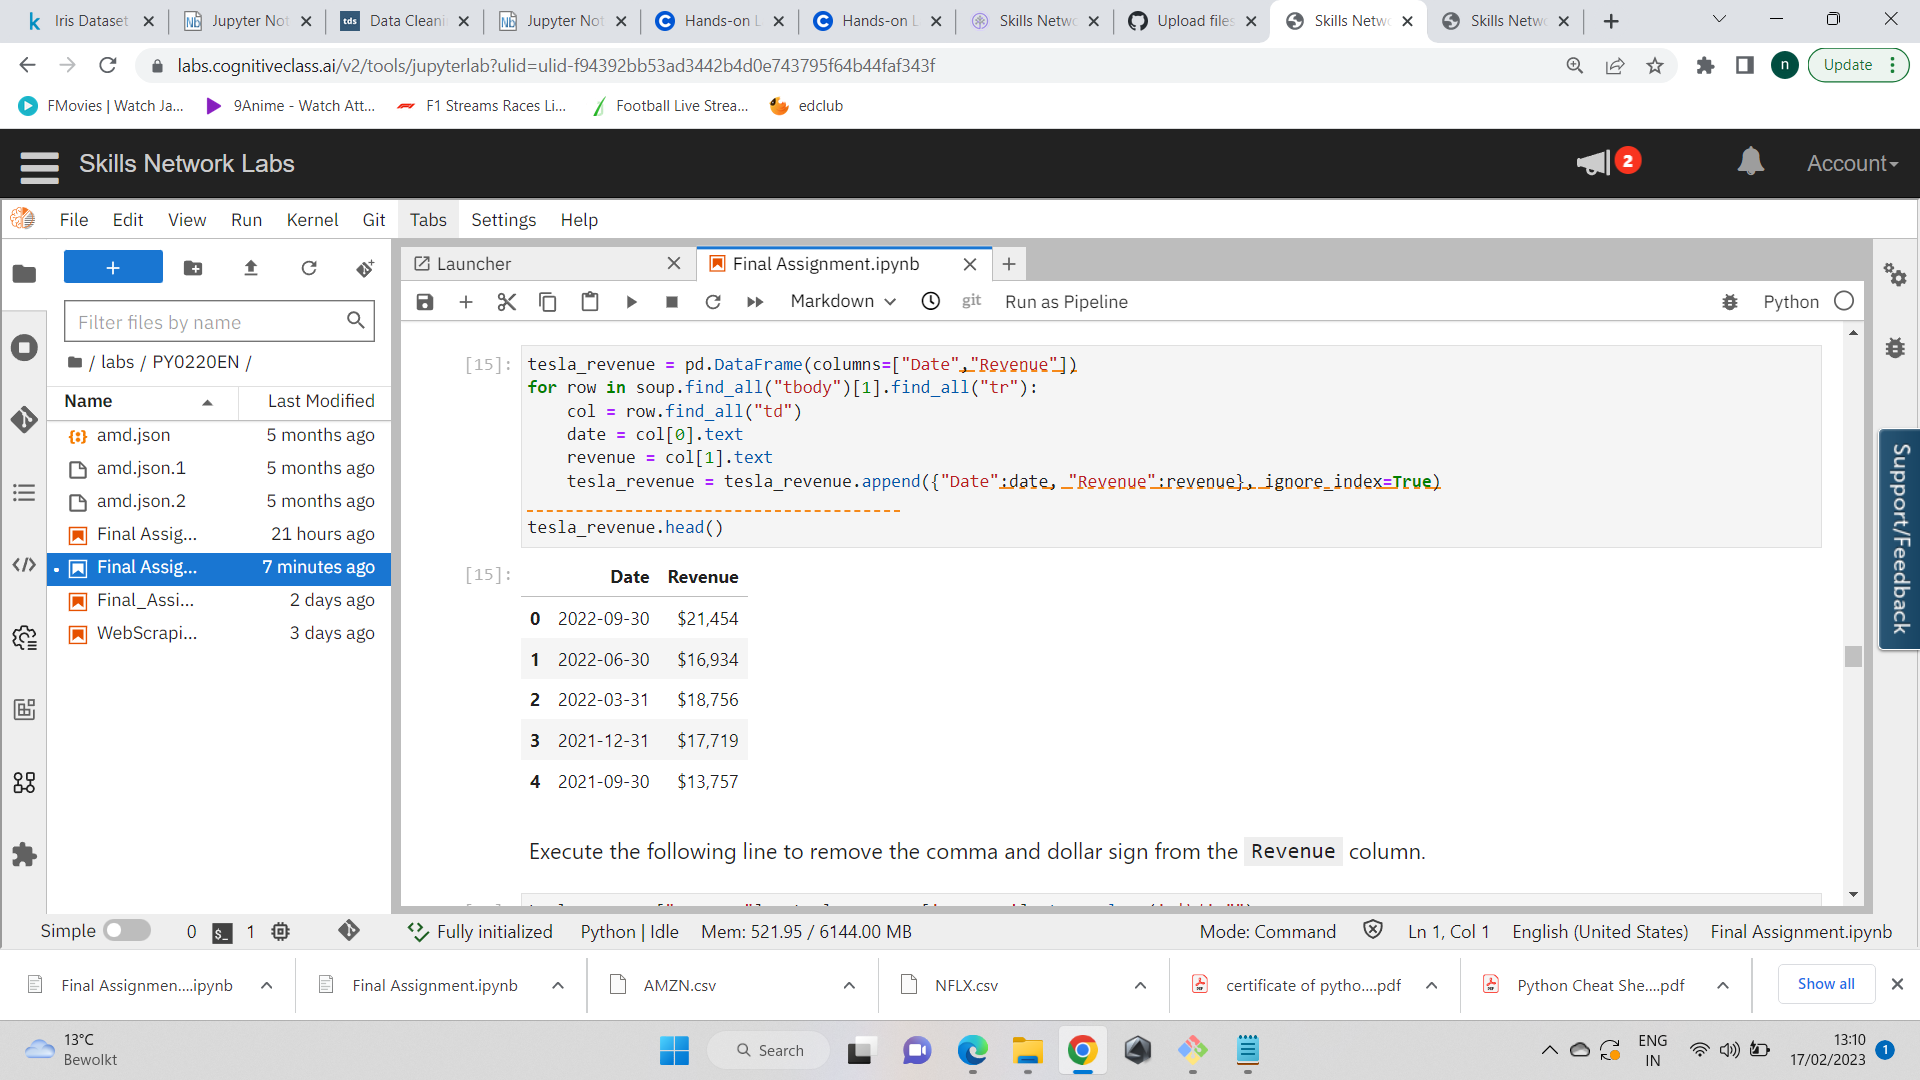 Iris Dataset
Jupyter Not
Data Cleani
Jupyter Not
Hands-on L
Hands-on L
Skills Netwo
Upload files
Skills Netwo
Skills Netwo
labs.cognitiveclass.ai/v2/tools/jupyterlab?ulid=ulid-f94392bb53ad3442b4d0e743795f64b44faf343f
n
Update
FMovies | Watch Ja...
9Anime - Watch Att...
F1 Streams Races Li...
Football Live Strea...
edclub
Skills Network Labs
2
Account
File Edit View Run Kernel Git Tabs Settings Help
Launcher
Final Assignment.ipynb
Markdown
git
Run as Pipeline
Python
Filter files by name
/ labs / PY0220EN /
Name Last Modified
amd.json 5 months ago
amd.json.1 5 months ago
amd.json.2 5 months ago
Final Assig... 21 hours ago
Final Assig... 7 minutes ago
Final_Assi... 2 days ago
WebScrapi... 3 days ago
[15]:
tesla_revenue = pd.DataFrame(columns=["Date","Revenue"])
for row in soup.find_all("tbody")[1].find_all("tr"):
col = row.find_all("td")
date = col[0].text
revenue = col[1].text
tesla_revenue = tesla_revenue.append({"Date":date, "Revenue":revenue}, ignore_index=True)
tesla_revenue.head()
[15]:
Date Revenue
0 2022-09-30 $21,454
1 2022-06-30 $16,934
2 2022-03-31 $18,756
3 2021-12-31 $17,719
4 2021-09-30 $13,757
Execute the following line to remove the comma and dollar sign from the Revenue column.
Support/Feedback
Simple 0 $_ 1
Fully initialized
Python | Idle
Mem: 521.95 / 6144.00 MB
Mode: Command
Ln 1, Col 1
English (United States)
Final Assignment.ipynb
Final Assignmen....ipynb
Final Assignment.ipynb
AMZN.csv
NFLX.csv
certificate of pytho....pdf
Python Cheat She....pdf
Show all
13°C
Bewolkt
Search
ENG
IN
13:10
17/02/2023
1